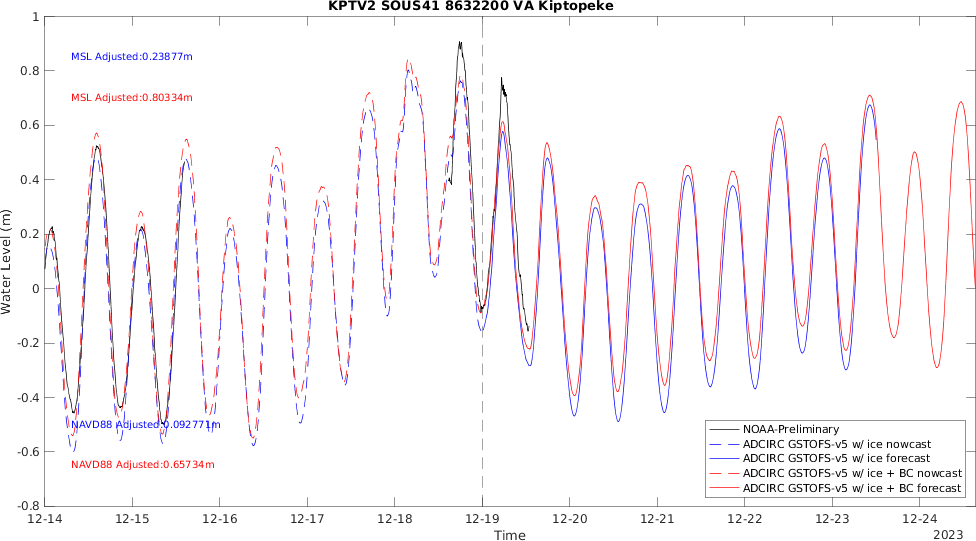 KPTV2 SOUS41 8632200 VA Kiptopeke
1
0.8
0.6
0.4
0.2
0
-0.2
-0.4
-0.6
-0.8
Water Level (m)
MSL Adjusted:0.23877m
MSL Adjusted:0.80334m
NAVD88 Adjusted:0.092771m
NAVD88 Adjusted:0.65734m
NOAA-Preliminary
ADCIRC GSTOFS-v5 w/ ice nowcast
ADCIRC GSTOFS-v5 w/ ice forecast
ADCIRC GSTOFS-v5 w/ ice + BC nowcast
ADCIRC GSTOFS-v5 w/ ice + BC forecast
12-14 12-15 12-16 12-17 12-18 12-19 12-20 12-21 12-22 12-23 12-24
Time
2023